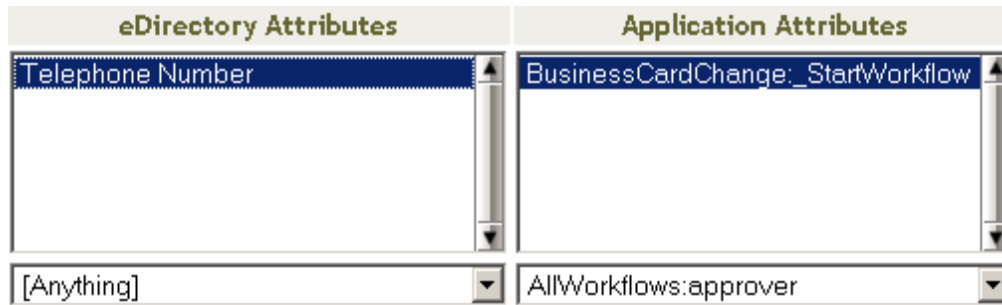 eDirectory Attributes Application Attributes
Telephone Number BusinessCardChange:_StartWorkflow
[Anything] AllWorkflows:approver